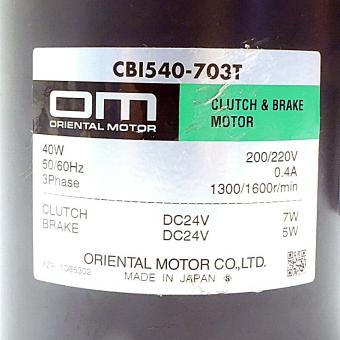 CBI540-703T
OM
ORIENTAL MOTOR
CLUTCH & BRAKE
MOTOR
40W 200/220V
50/60Hz 0.4A
3Phase 1300/1600r/min
CLUTCH DC24V 7W
BRAKE DC24V 5W
ORIENTAL MOTOR CO.,LTD.
MADE IN JAPAN